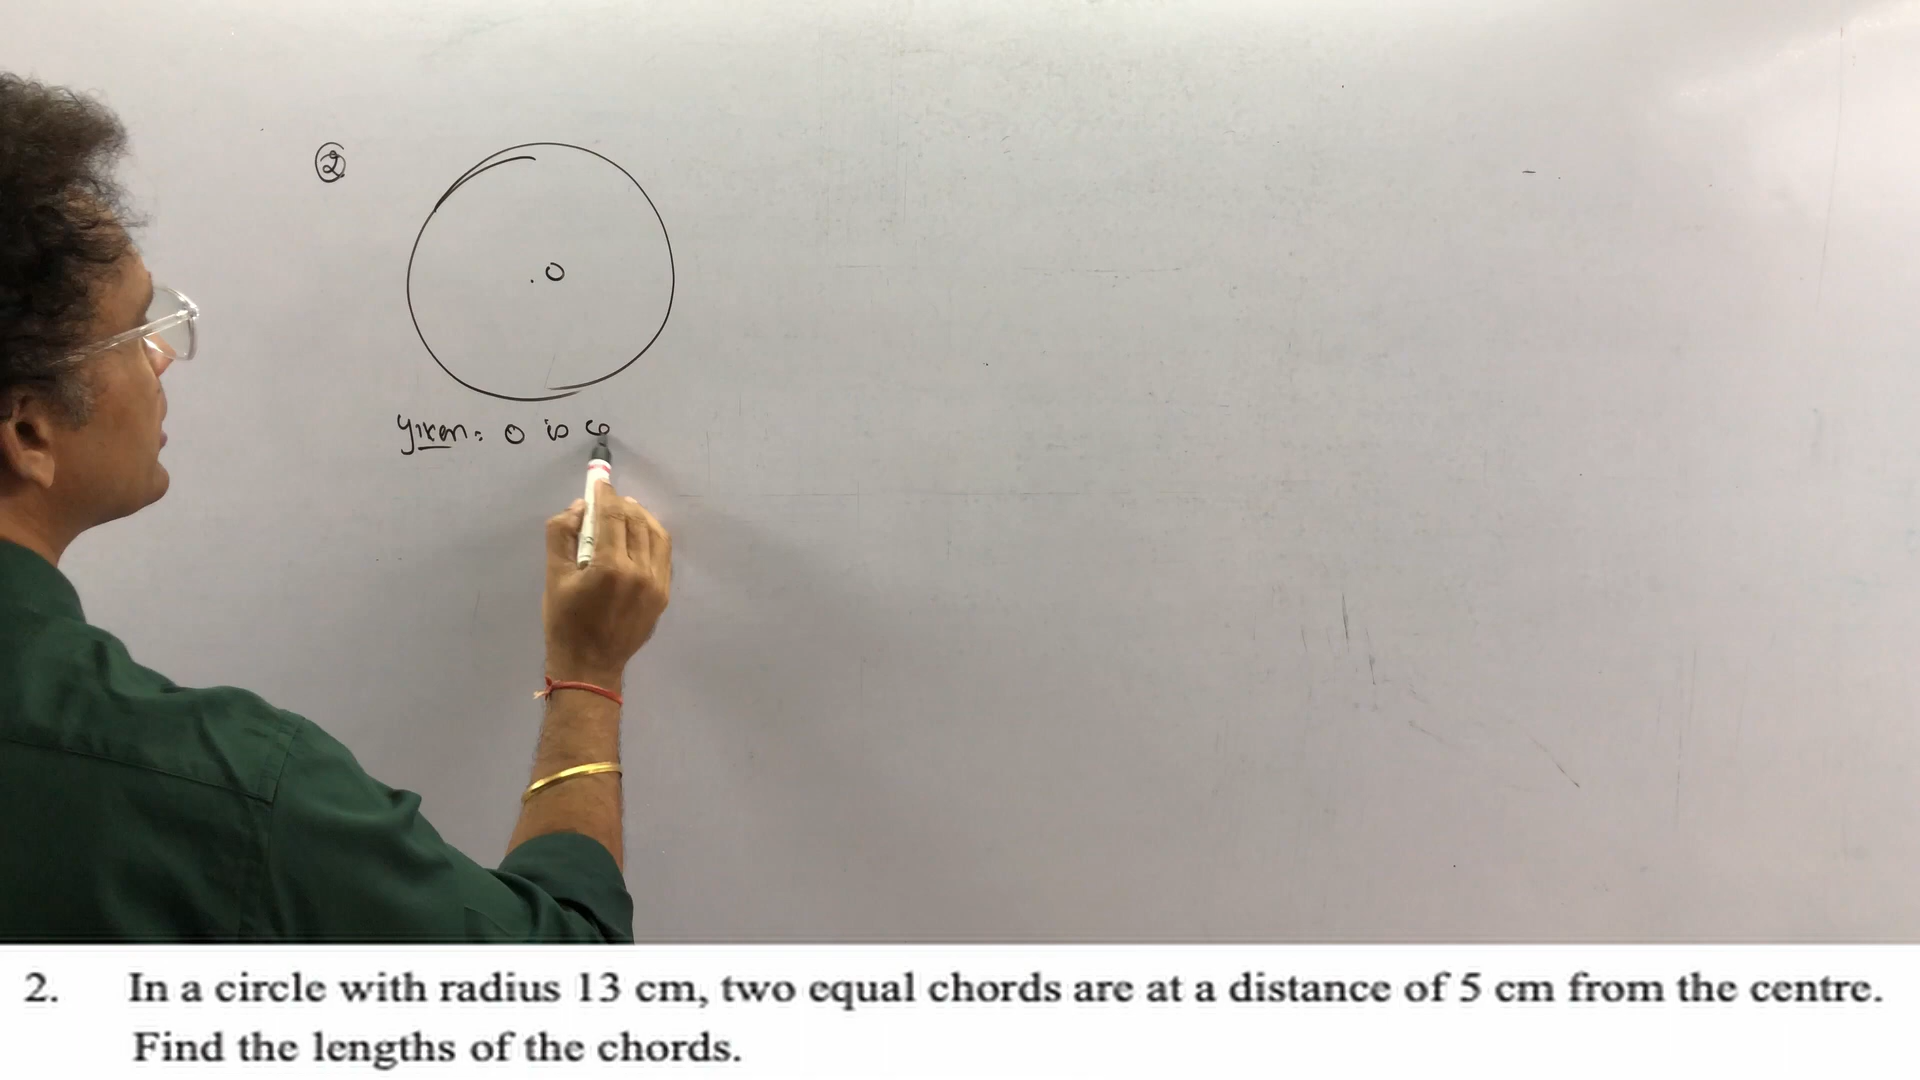 ②
. O
Given: O is c
2. In a circle with radius 13 cm, two equal chords are at a distance of 5 cm from the centre.
Find the lengths of the chords.